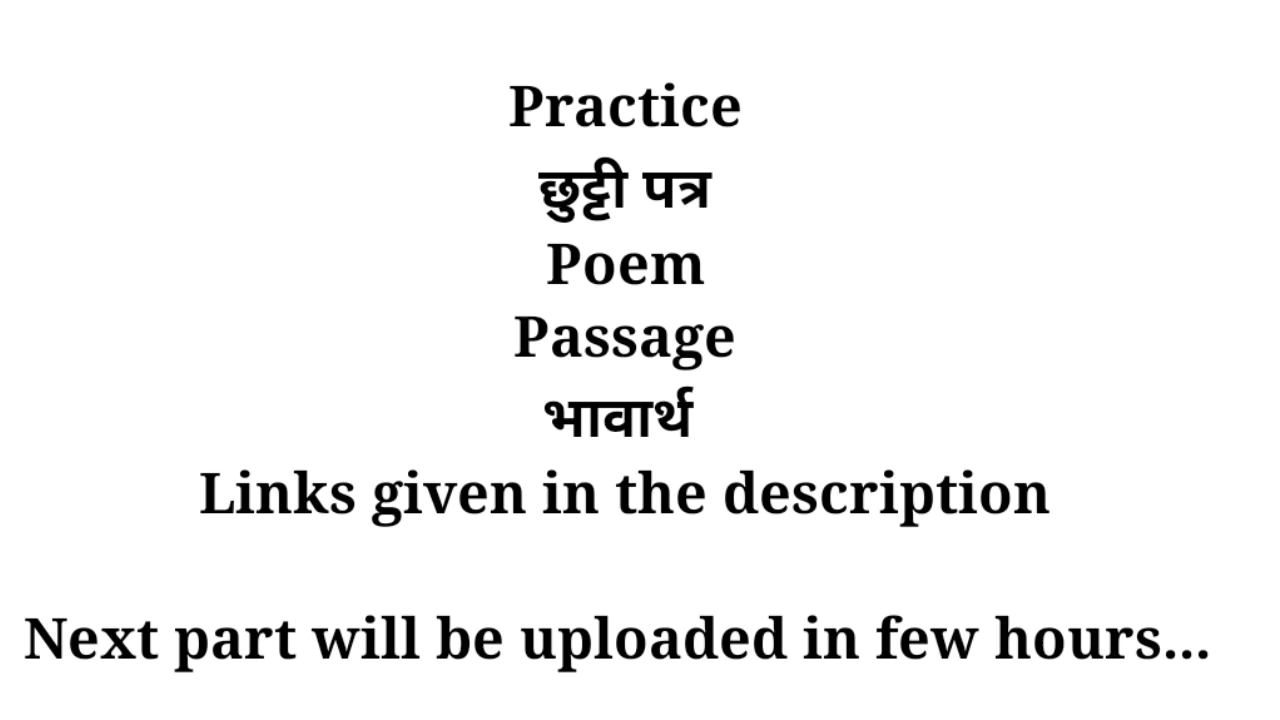 Practice
छुट्टी पत्र
Poem
Passage
भावार्थ
Links given in the description
Next part will be uploaded in few hours...